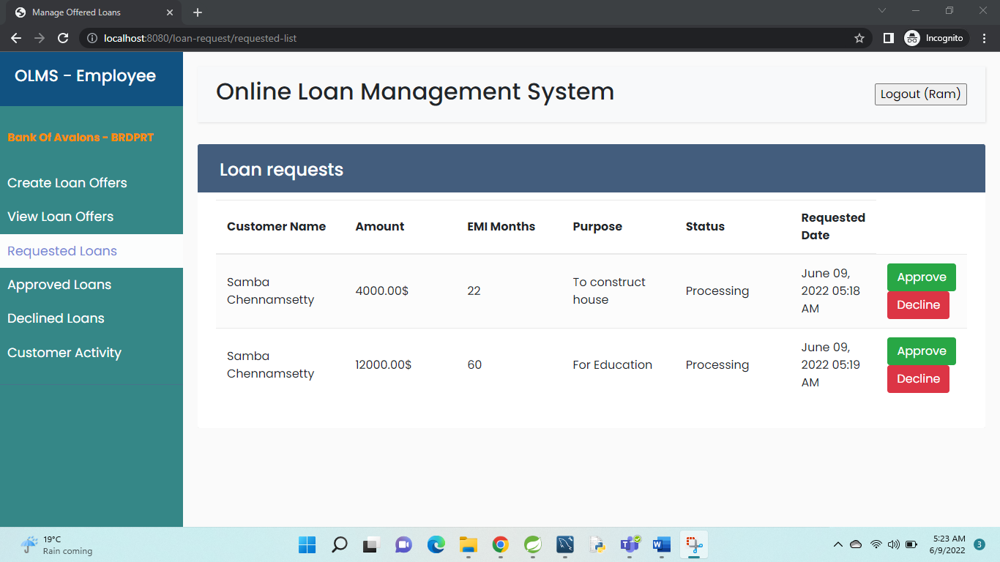 Manage Offered Loans
localhost:8080/loan-request/requested-list
Incognito
OLMS - Employee
Bank Of Avalons - BRDPRT
Create Loan Offers
View Loan Offers
Requested Loans
Approved Loans
Declined Loans
Customer Activity
Online Loan Management System
Logout (Ram)
Loan requests
Customer Name Amount EMI Months Purpose Status Requested Date
Samba Chennamsetty 4000.00$ 22 To construct house Processing June 09, 2022 05:18 AM Approve Decline
Samba Chennamsetty 12000.00$ 60 For Education Processing June 09, 2022 05:19 AM Approve Decline
19°C
Rain coming
5:23 AM
6/9/2022
3